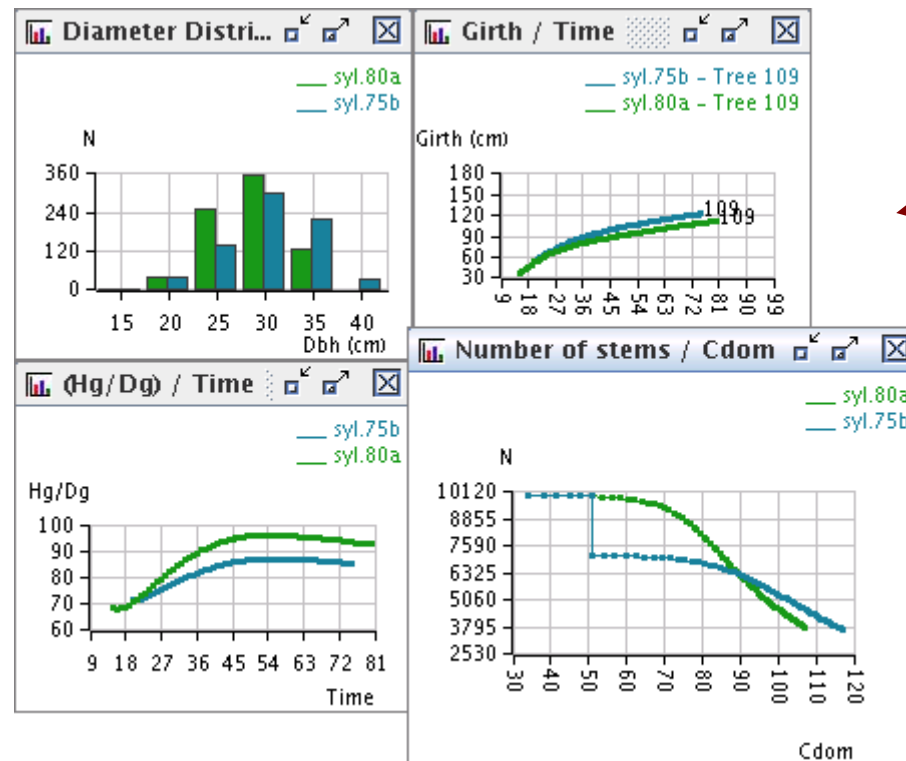 Diameter Distri...
syl.80a
syl.75b
N
360
240
120
0
15 20 25 30 35 40
Dbh (cm)
Girth / Time
syl.75b - Tree 109
syl.80a - Tree 109
Girth (cm)
180
150
120
90
60
30
109
109
9 18 27 36 45 54 63 72 81 90 99
(Hg/Dg) / Time
syl.75b
syl.80a
Hg/Dg
100
90
80
70
60
9 18 27 36 45 54 63 72 81
Time
Number of stems / Cdom
syl.80a
syl.75b
N
10120
8855
7590
6325
5060
3795
2530
30 40 50 60 70 80 90 100 110 120
Cdom